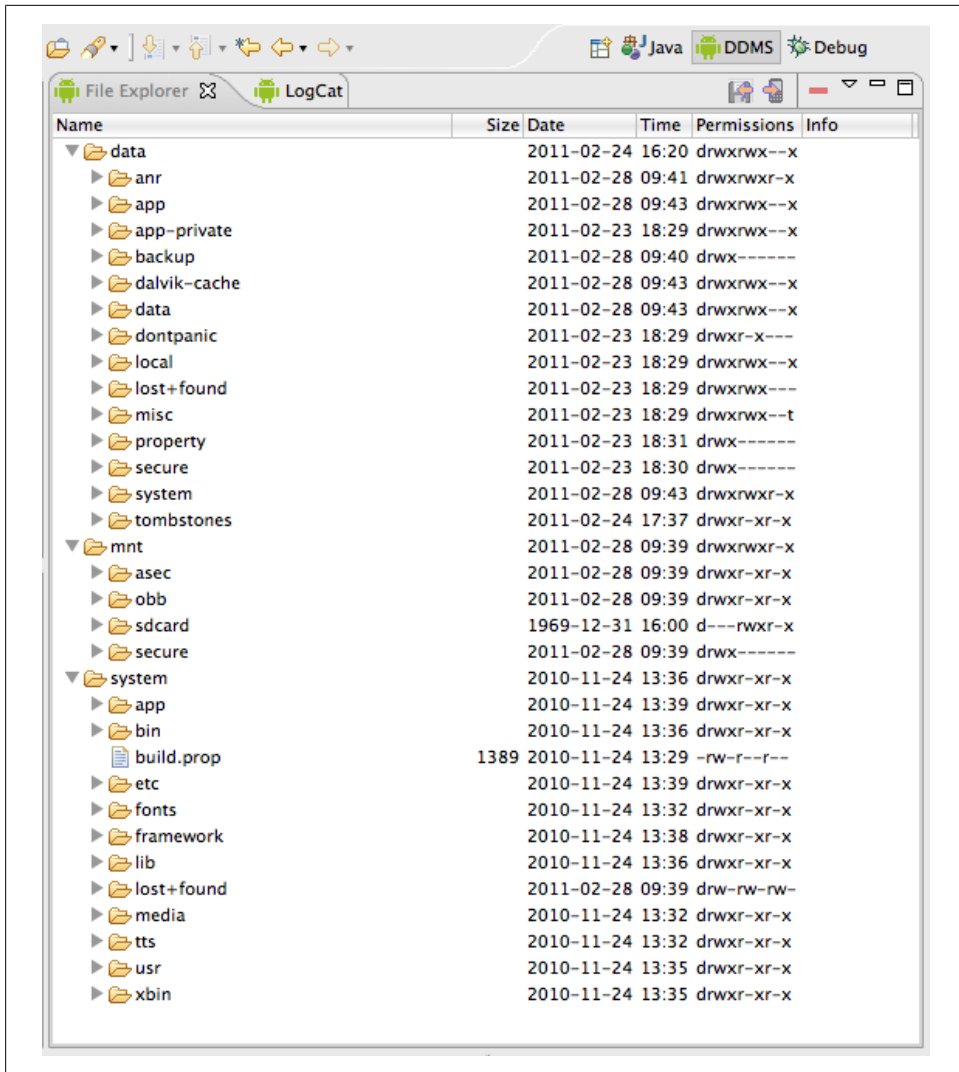 Java DDMS Debug
File Explorer LogCat
Name Size Date Time Permissions Info
data 2011-02-24 16:20 drwxrwx--x
anr 2011-02-28 09:41 drwxrwxr-x
app 2011-02-28 09:43 drwxrwx--x
app-private 2011-02-23 18:29 drwxrwx--x
backup 2011-02-28 09:40 drwx------
dalvik-cache 2011-02-28 09:43 drwxrwx--x
data 2011-02-28 09:43 drwxrwx--x
dontpanic 2011-02-23 18:29 drwxr-x---
local 2011-02-23 18:29 drwxrwx--x
lost+found 2011-02-23 18:29 drwxrwx---
misc 2011-02-23 18:29 drwxrwx--t
property 2011-02-23 18:31 drwx------
secure 2011-02-23 18:30 drwx------
system 2011-02-28 09:43 drwxrwxr-x
tombstones 2011-02-24 17:37 drwxr-xr-x
mnt 2011-02-28 09:39 drwxrwxr-x
asec 2011-02-28 09:39 drwxr-xr-x
obb 2011-02-28 09:39 drwxr-xr-x
sdcard 1969-12-31 16:00 d---rwxr-x
secure 2011-02-28 09:39 drwx------
system 2010-11-24 13:36 drwxr-xr-x
app 2010-11-24 13:39 drwxr-xr-x
bin 2010-11-24 13:36 drwxr-xr-x
build.prop 1389 2010-11-24 13:29 -rw-r--r--
etc 2010-11-24 13:39 drwxr-xr-x
fonts 2010-11-24 13:32 drwxr-xr-x
framework 2010-11-24 13:38 drwxr-xr-x
lib 2010-11-24 13:36 drwxr-xr-x
lost+found 2011-02-28 09:39 drw-rw-rw-
media 2010-11-24 13:32 drwxr-xr-x
tts 2010-11-24 13:32 drwxr-xr-x
usr 2010-11-24 13:35 drwxr-xr-x
xbin 2010-11-24 13:35 drwxr-xr-x